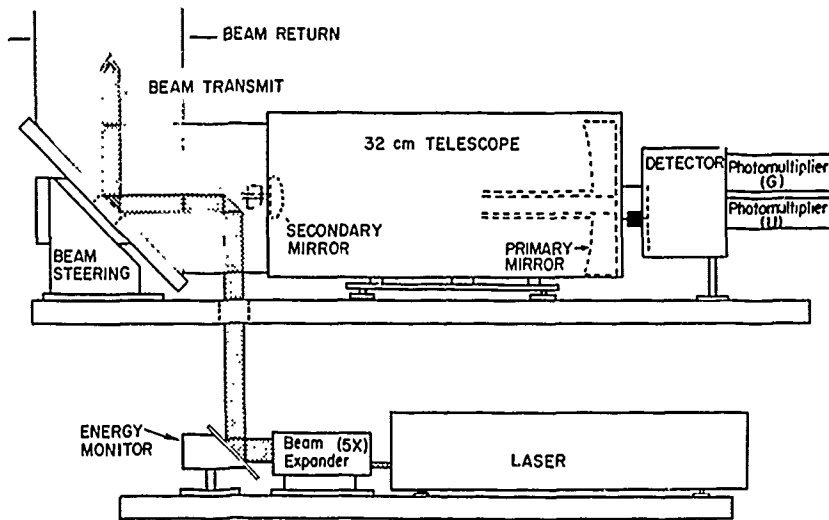 BEAM RETURN
BEAM TRANSMIT
32 cm TELESCOPE
DETECTOR
Photomultiplier
(G)
Photomultiplier
(U)
SECONDARY
MIRROR
PRIMARY
MIRROR
BEAM
STEERING
ENERGY
MONITOR
Beam (5X)
Expander
LASER